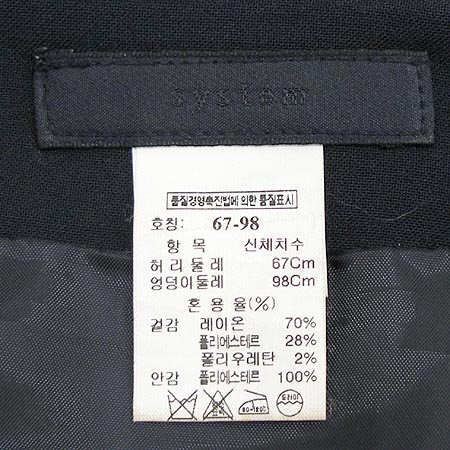 system
품질경영촉진법에 의한 품질표시
호칭: 67-98
항 목 신체치수
허리둘레 67Cm
엉덩이둘레 98Cm
혼용율(%)
겉감 레이온 70%
폴리에스테르 28%
폴리우레탄 2%
안감 폴리에스테르 100%
드라이